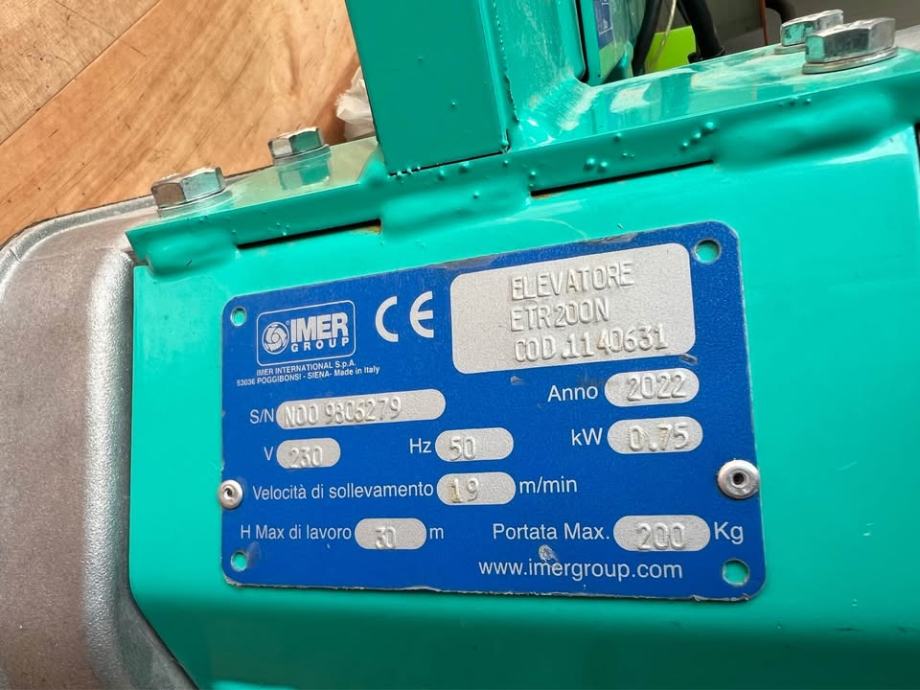 IMER
GROUP
IMER INTERNATIONAL S.p.A.
53036 POGGIBONSI - SIENA- Made in Italy
CE
ELEVATORE
ETR200N
COD.1140631
S/N N00 9305279
Anno 2022
V 230
Hz 50
kW 0.75
Velocità di sollevamento 19 m/min
H Max di lavoro 30 m
Portata Max. 200 Kg
www.imergroup.com